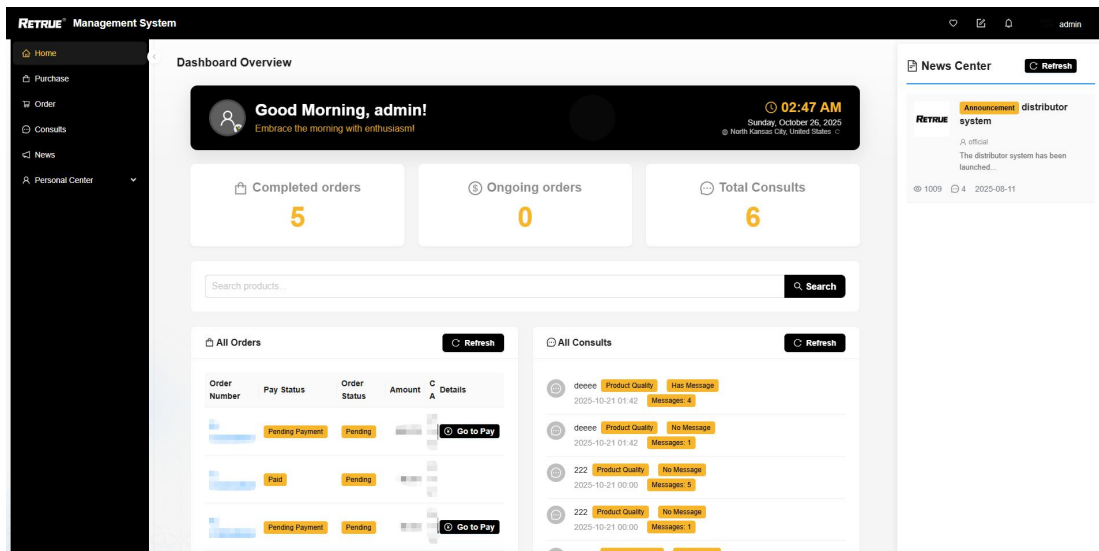 RETRUE® Management System
admin
Home
Purchase
Order
Consults
News
Personal Center
Dashboard Overview
Good Morning, admin!
Embrace the morning with enthusiasm!
02:47 AM
Sunday, October 26, 2025
North Kansas City, United States
Completed orders
5
Ongoing orders
0
Total Consults
6
Search products...
Search
All Orders
Refresh
Order Number
Pay Status
Order Status
Amount
C A
Details
Pending Payment
Pending
Go to Pay
Paid
Pending
Pending Payment
Pending
Go to Pay
All Consults
Refresh
deeee Product Quality Has Message
2025-10-21 01:42 Messages: 4
deeee Product Quality No Message
2025-10-21 01:42 Messages: 1
222 Product Quality No Message
2025-10-21 00:00 Messages: 5
222 Product Quality No Message
2025-10-21 00:00 Messages: 1
News Center
Refresh
RETRUE
Announcement distributor
system
official
The distributor system has been
launched...
1009 4 2025-08-11